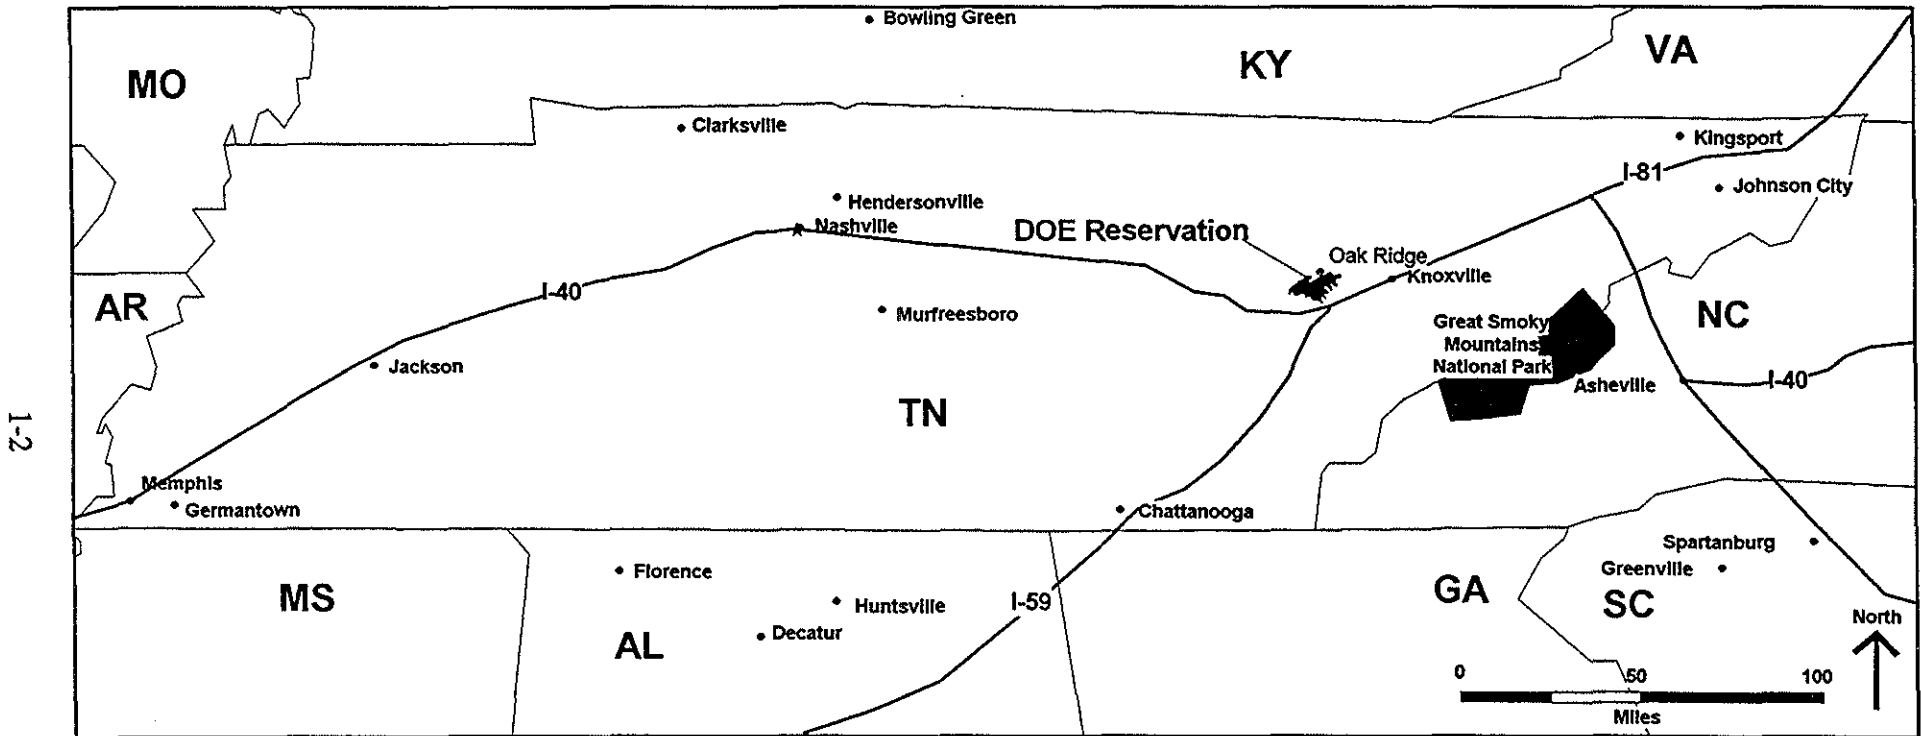 Bowling Green
MO
KY
VA
Clarksville
Kingsport
I-81
Johnson City
Hendersonville
Nashville
DOE Reservation
Oak Ridge
Knoxville
I-40
AR
Murfreesboro
Great Smoky
Mountains
National Park
NC
Jackson
Asheville
I-40
TN
1-2
Memphis
Germantown
Chattanooga
Spartanburg
Florence
Greenville
MS
Huntsville
I-59
GA
SC
Decatur
AL
North
0 50 100
Miles